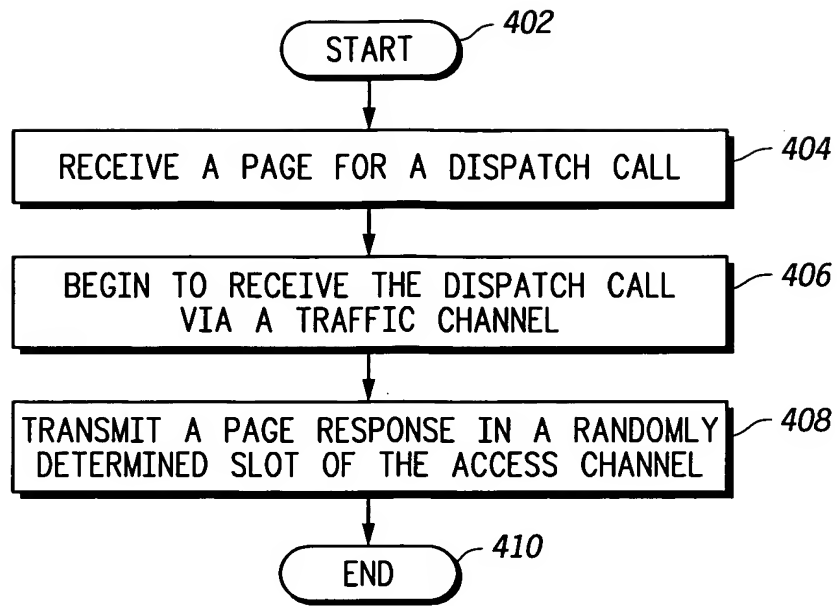 START
402
RECEIVE A PAGE FOR A DISPATCH CALL
404
BEGIN TO RECEIVE THE DISPATCH CALL
VIA A TRAFFIC CHANNEL
406
TRANSMIT A PAGE RESPONSE IN A RANDOMLY
DETERMINED SLOT OF THE ACCESS CHANNEL
408
END
410